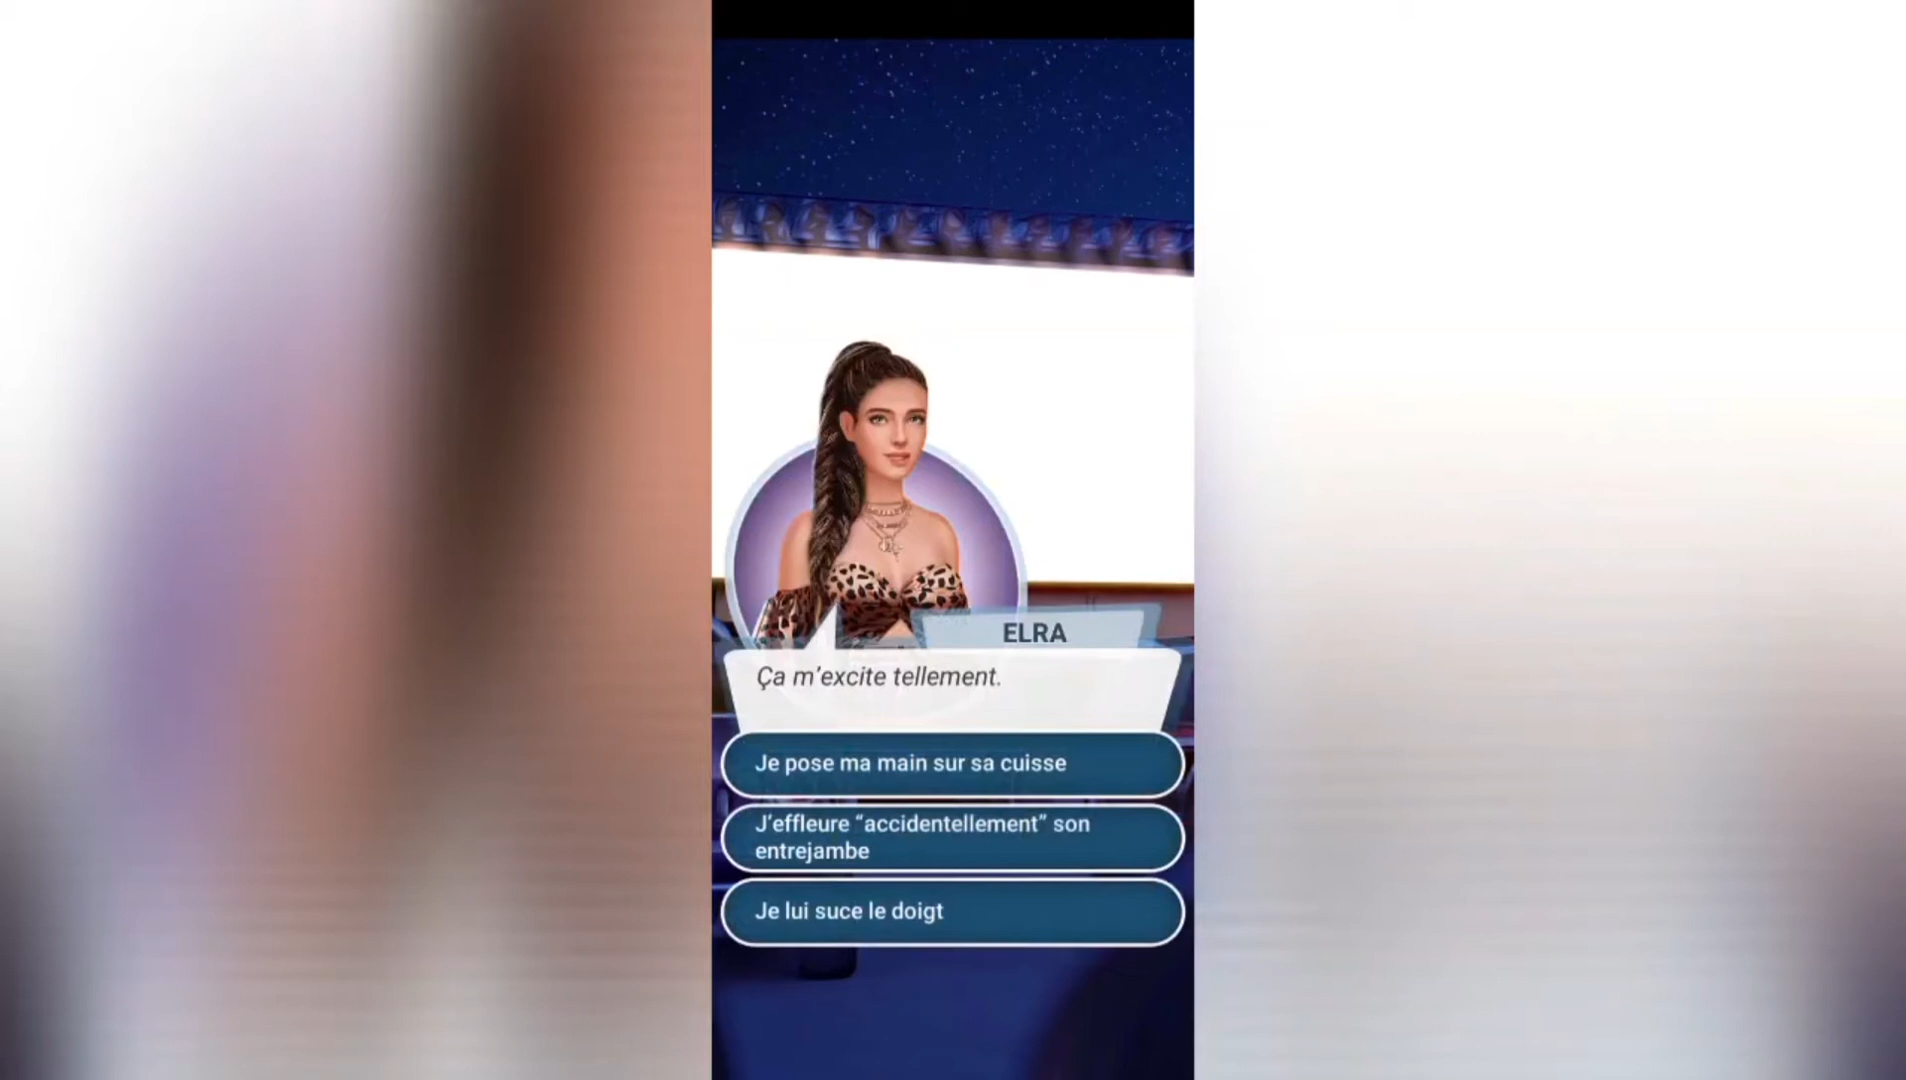 ELRA
Ça m’excite tellement.
Je pose ma main sur sa cuisse
J’effleure “accidentellement” son
entrejambe
Je lui suce le doigt